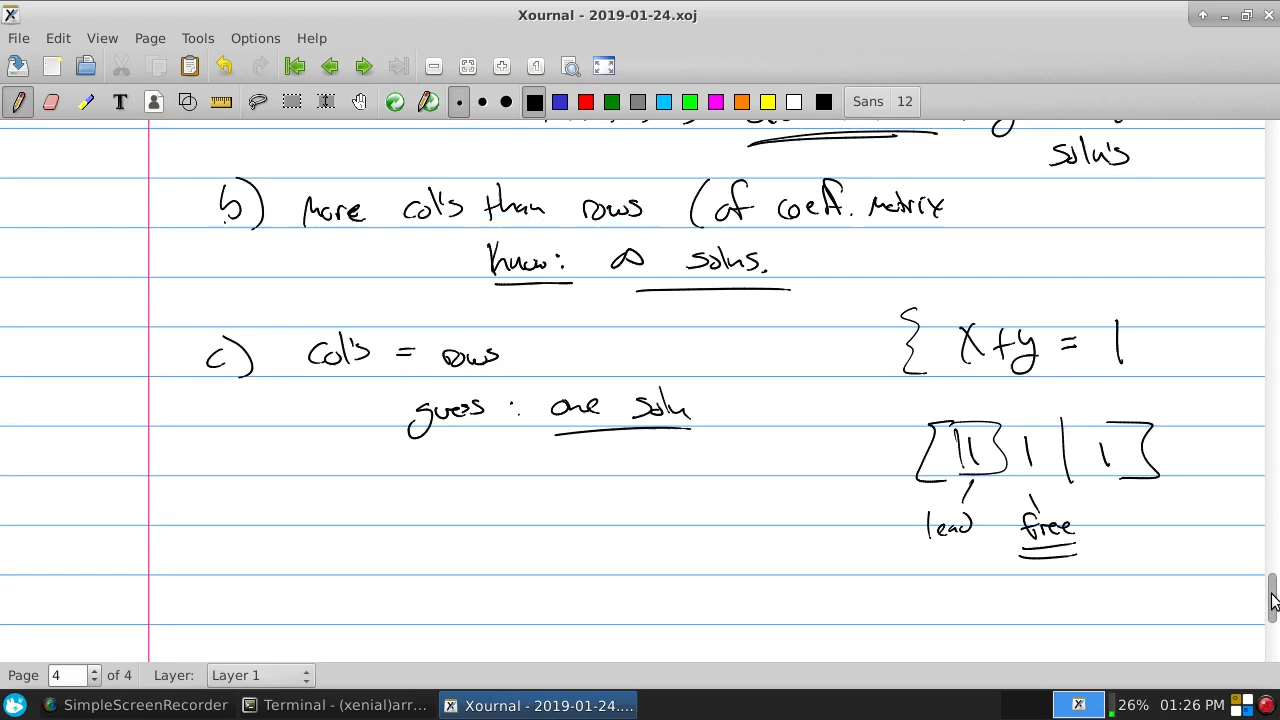 Xournal - 2019-01-24.xoj
File Edit View Page Tools Options Help
Sans 12
soln's
b) more col's than rows (of coeff. matrix
know: ∞ solns.
c) col's = rows
guess: one soln
{ x+y = 1
[ 1 1 | 1 ]
lead free
Page 4 of 4 Layer: Layer 1
SimpleScreenRecorder Terminal - (xenial)arr... Xournal - 2019-01-24.... 26% 01:26 PM